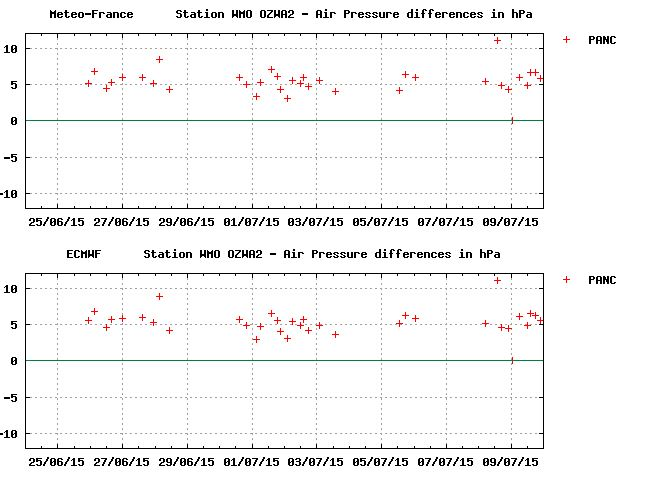 Meteo-France Station WMO OZWA2 - Air Pressure differences in hPa
PANC
10
5
0
-5
-10
25/06/15 27/06/15 29/06/15 01/07/15 03/07/15 05/07/15 07/07/15 09/07/15
ECMWF Station WMO OZWA2 - Air Pressure differences in hPa
PANC
10
5
0
-5
-10
25/06/15 27/06/15 29/06/15 01/07/15 03/07/15 05/07/15 07/07/15 09/07/15